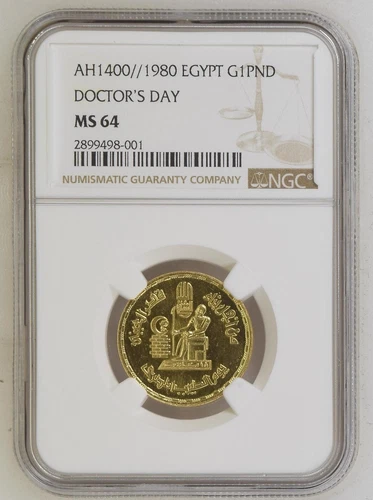 AH1400//1980 EGYPT G1PND
DOCTOR'S DAY
MS 64
2899498-001
NUMISMATIC GUARANTY COMPANY
NGC